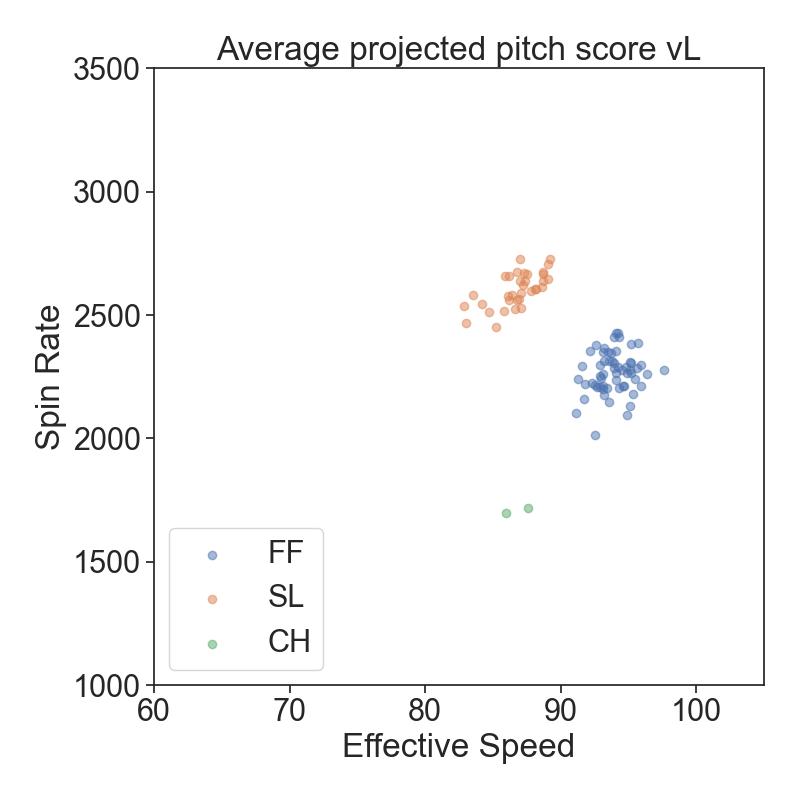 Average projected pitch score vL
3500
3000
2500
2000
1500
1000
Spin Rate
FF
SL
CH
60 70 80 90 100
Effective Speed